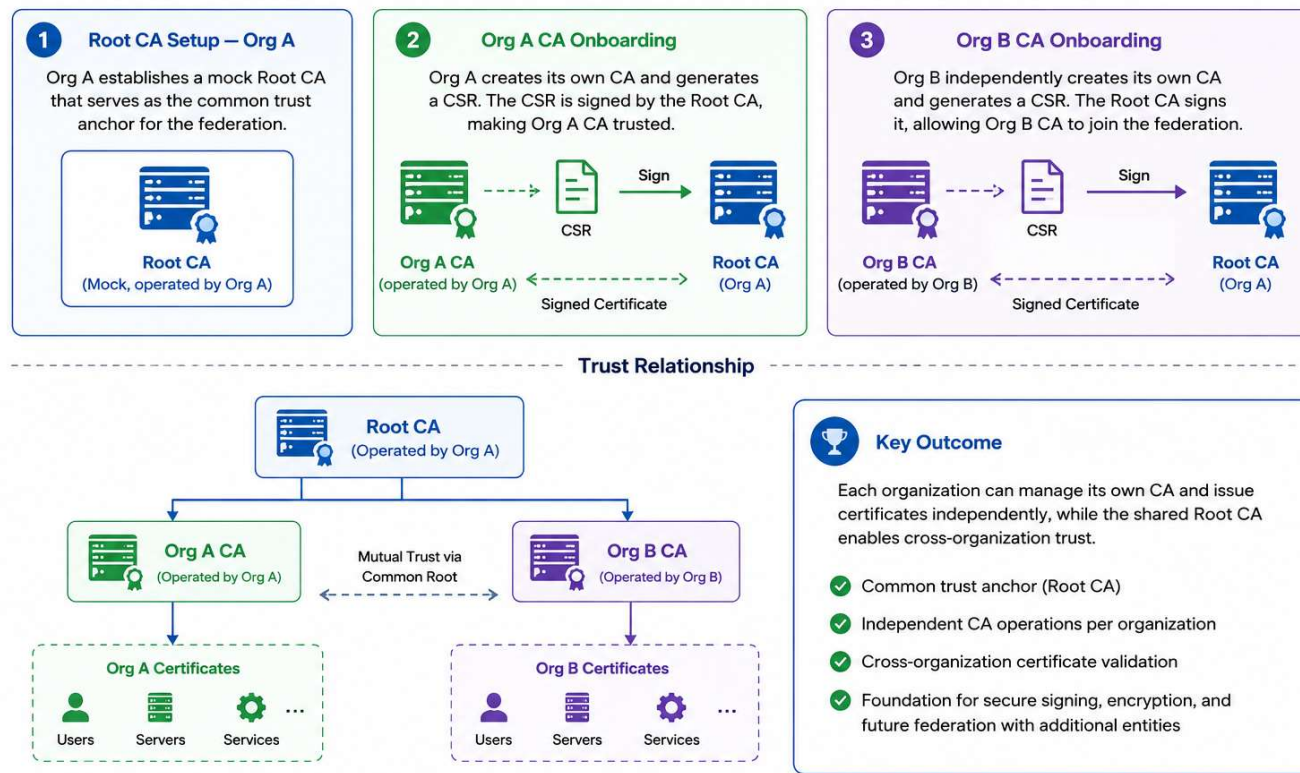 1
Root CA Setup — Org A
Org A establishes a mock Root CA
that serves as the common trust
anchor for the federation.
Root CA
(Mock, operated by Org A)
2
Org A CA Onboarding
Org A creates its own CA and generates
a CSR. The CSR is signed by the Root CA,
making Org A CA trusted.
Sign
CSR
Org A CA
(operated by Org A)
Root CA
(Org A)
Signed Certificate
3
Org B CA Onboarding
Org B independently creates its own CA
and generates a CSR. The Root CA signs
it, allowing Org B CA to join the federation.
Sign
CSR
Org B CA
(operated by Org B)
Root CA
(Org A)
Signed Certificate
Trust Relationship
Root CA
(Operated by Org A)
Org A CA
(Operated by Org A)
Mutual Trust via
Common Root
Org B CA
(Operated by Org B)
Org A Certificates
...
Users
Servers
Services
Org B Certificates
...
Users
Servers
Services
Key Outcome
Each organization can manage its own CA and issue
certificates independently, while the shared Root CA
enables cross-organization trust.
Common trust anchor (Root CA)
Independent CA operations per organization
Cross-organization certificate validation
Foundation for secure signing, encryption, and
future federation with additional entities